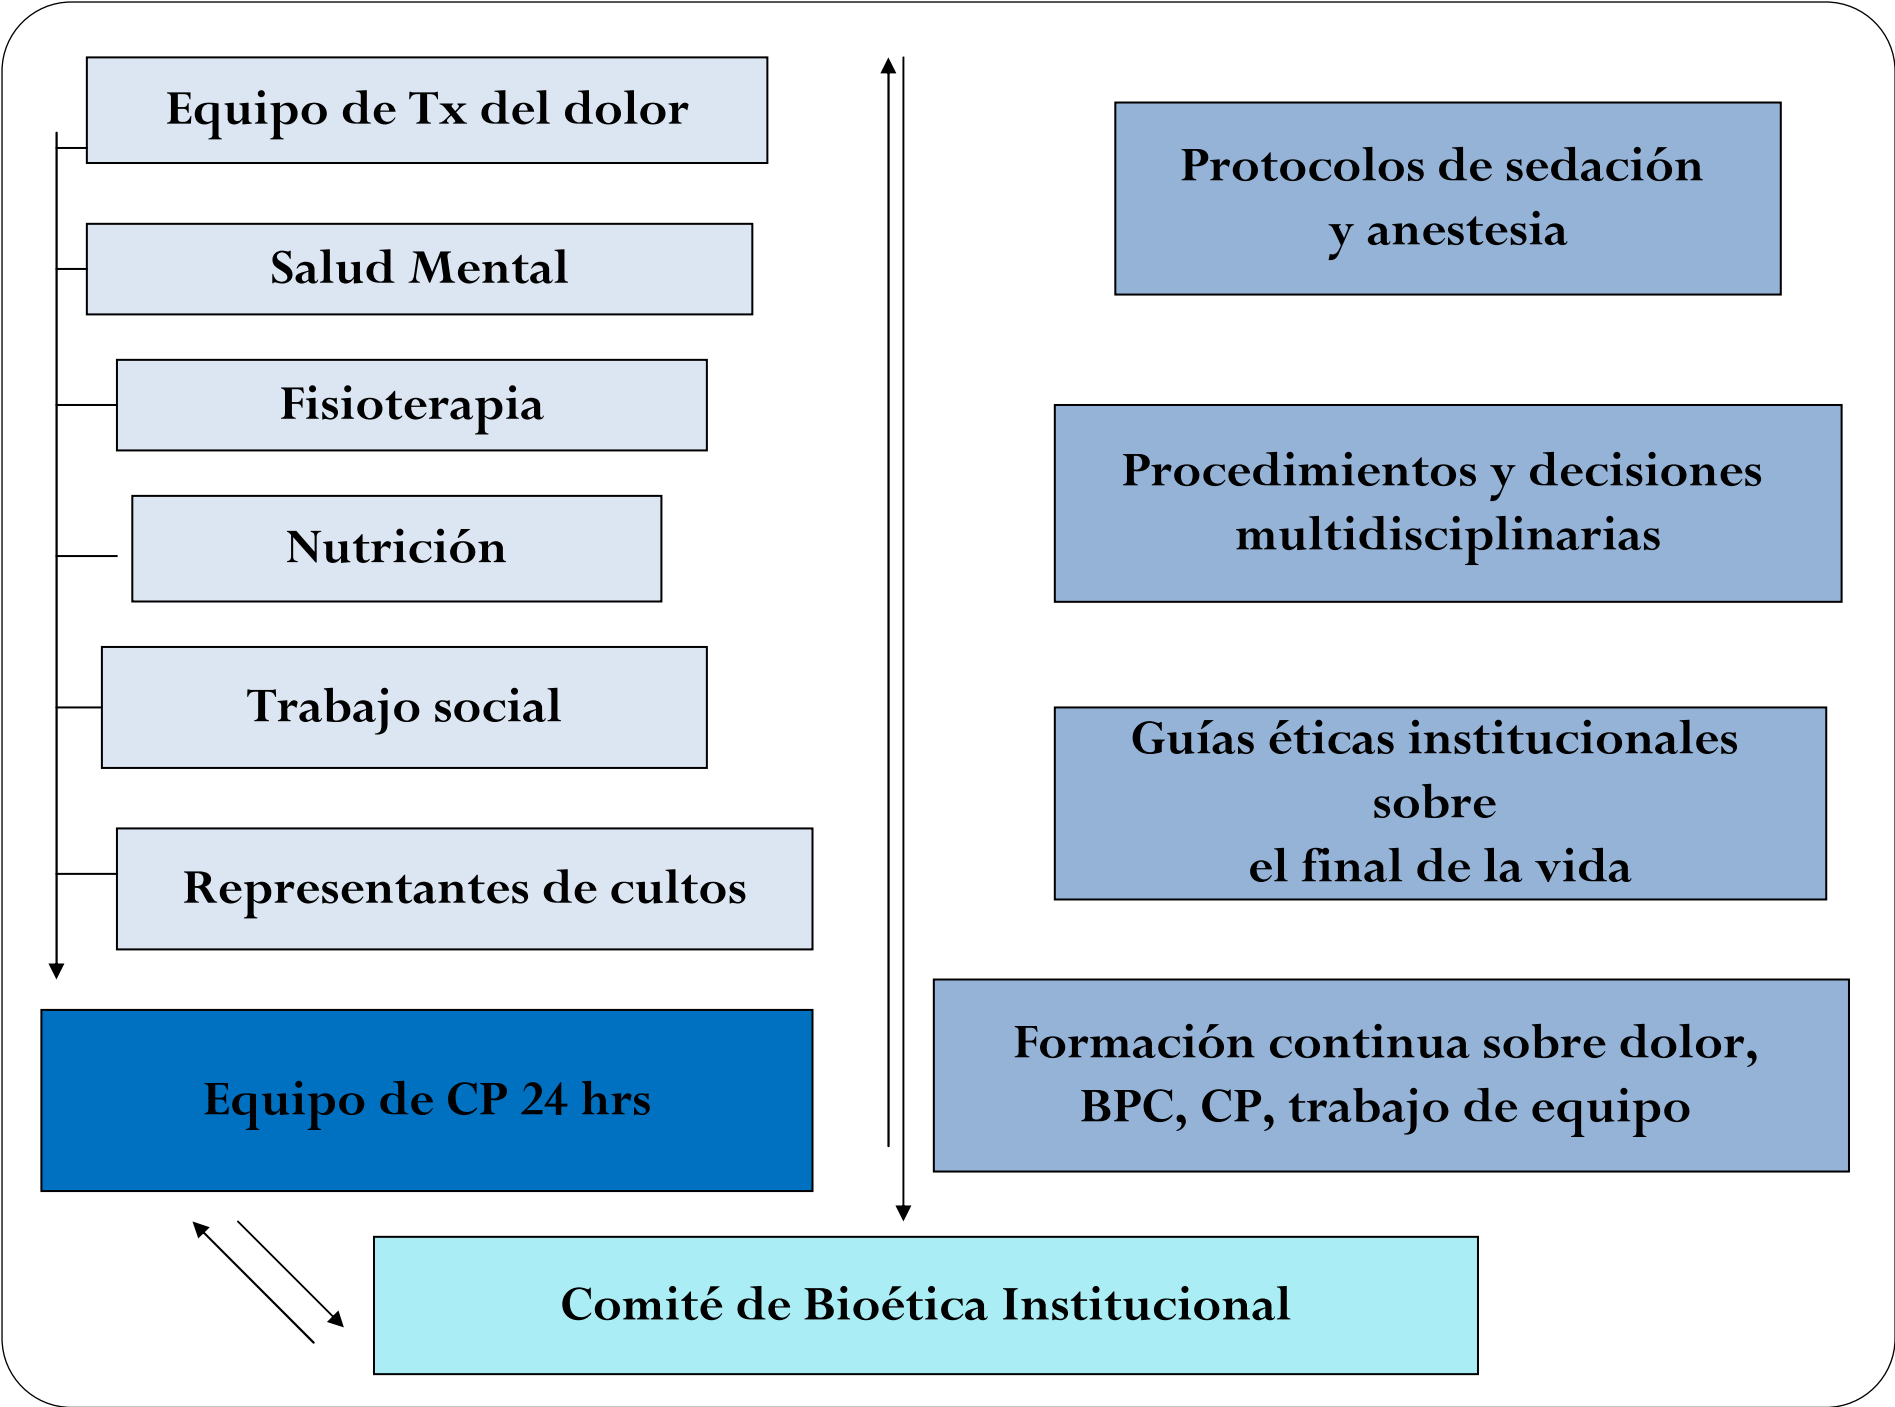 Equipo de Tx del dolor
Salud Mental
Fisioterapia
Nutrición
Trabajo social
Representantes de cultos
Equipo de CP 24 hrs
Protocolos de sedación
y anestesia
Procedimientos y decisiones
multidisciplinarias
Guías éticas institucionales
sobre
el final de la vida
Formación continua sobre dolor,
BPC, CP, trabajo de equipo
Comité de Bioética Institucional